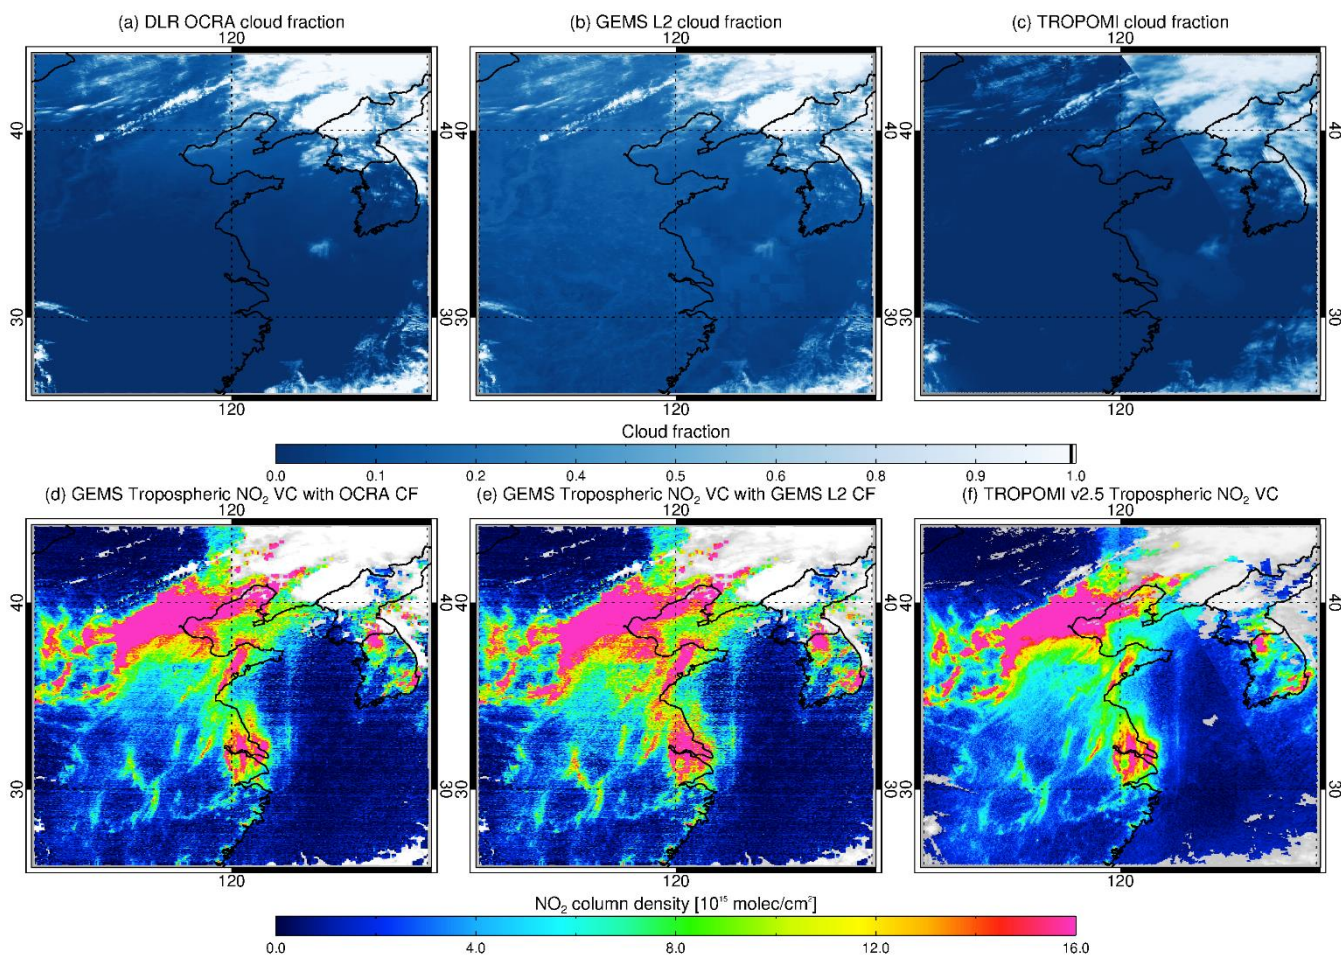 (a) DLR OCRA cloud fraction
(b) GEMS L2 cloud fraction
(c) TROPOMI cloud fraction
120 120 120
40 40 40 40
30 30 30 30
120 120 120
Cloud fraction
0.0 0.1 0.2 0.4 0.5 0.6 0.8 0.9 1.0
(d) GEMS Tropospheric NO₂ VC with OCRA CF
(e) GEMS Tropospheric NO₂ VC with GEMS L2 CF
(f) TROPOMI v2.5 Tropospheric NO₂ VC
120 120 120
40 40 40 40
30 30 30 30
120 120 120
NO₂ column density [10¹⁵ molec/cm²]
0.0 4.0 8.0 12.0 16.0